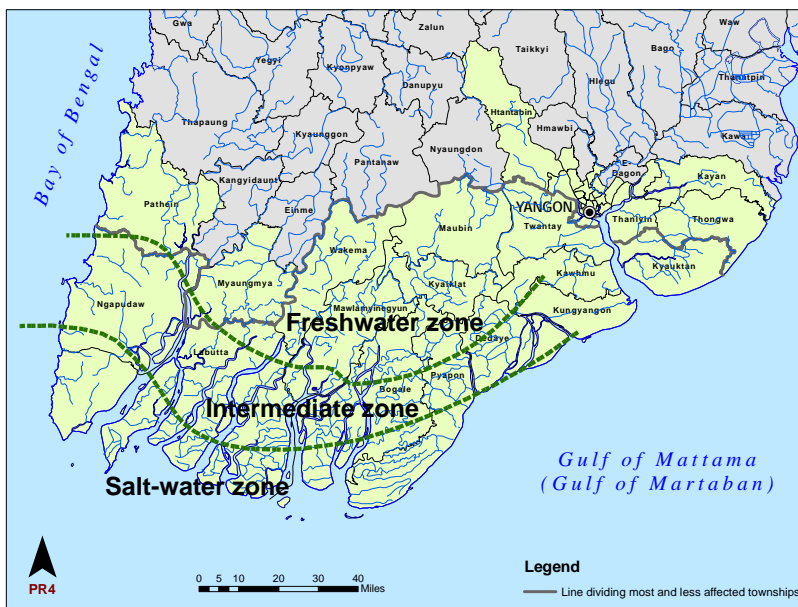 Gwa
Zalun
Taikkyi
Waw
Yegyi
Kyonpyaw
Hlegu
Bago
Thanatpin
Danupyu
Bay of Bengal
Htantabin
Thapaung
Kyaunggon
Hmawbi
Kawa
Nyaungdon
Pantanaw
E-
Dagon
Kangyidaunt
Kayan
Pathein
Einme
YANGON
Maubin
Twantay
Thanlyin
Thongwa
Wakema
Kyauktan
Myaungmya
Kyaiklat
Kawhmu
Ngapudaw
Mawlamyinegyun
Kungyangon
Freshwater zone
Dedaye
Labutta
Pyapon
Bogale
Intermediate zone
Gulf of Mattama
(Gulf of Martaban)
Salt-water zone
Legend
PR4
0 5 10 20 30 40
Miles
Line dividing most and less affected townships